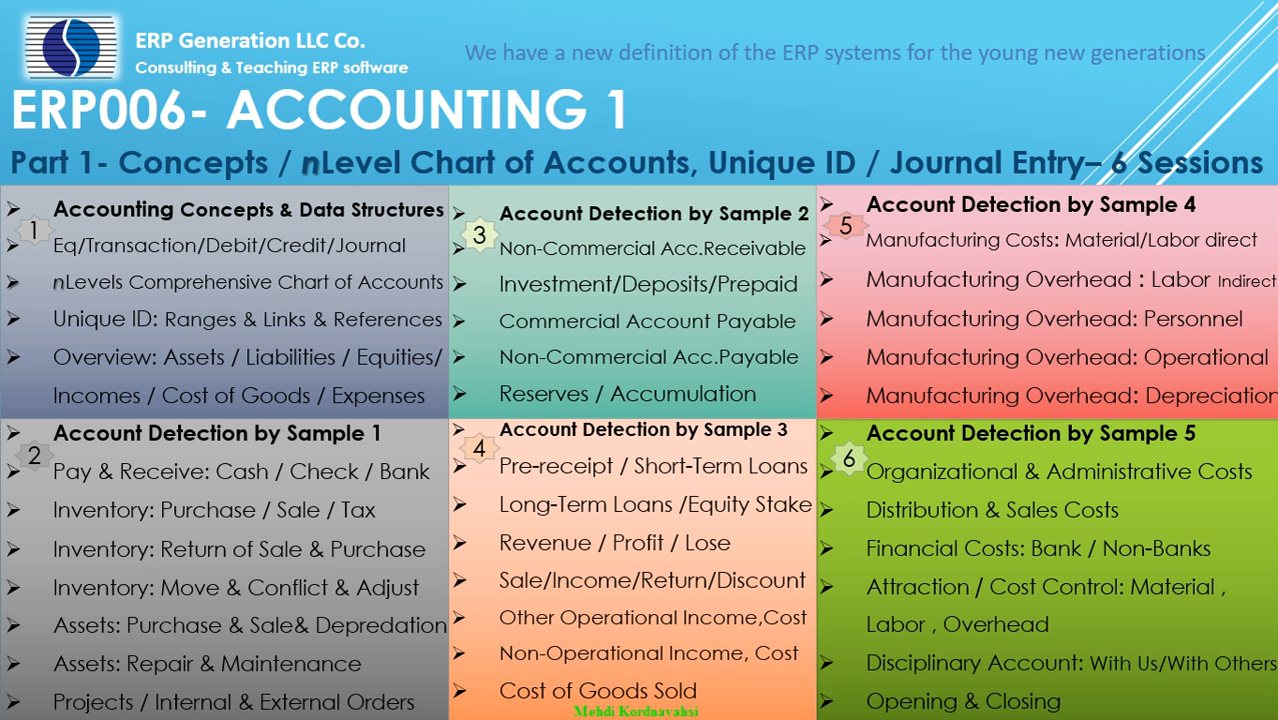 ERP Generation LLC Co.
Consulting & Teaching ERP software
We have a new definition of the ERP systems for the young new generations
ERP006- ACCOUNTING 1
Part 1- Concepts / nLevel Chart of Accounts, Unique ID / Journal Entry– 6 Sessions
1
Accounting Concepts & Data Structures
Eq/Transaction/Debit/Credit/Journal
nLevels Comprehensive Chart of Accounts
Unique ID: Ranges & Links & References
Overview: Assets / Liabilities / Equities/
Incomes / Cost of Goods / Expenses
2
Account Detection by Sample 1
Pay & Receive: Cash / Check / Bank
Inventory: Purchase / Sale / Tax
Inventory: Return of Sale & Purchase
Inventory: Move & Conflict & Adjust
Assets: Purchase & Sale& Depredation
Assets: Repair & Maintenance
Projects / Internal & External Orders
3
Account Detection by Sample 2
Non-Commercial Acc.Receivable
Investment/Deposits/Prepaid
Commercial Account Payable
Non-Commercial Acc.Payable
Reserves / Accumulation
4
Account Detection by Sample 3
Pre-receipt / Short-Term Loans
Long-Term Loans /Equity Stake
Revenue / Profit / Lose
Sale/Income/Return/Discount
Other Operational Income,Cost
Non-Operational Income, Cost
Cost of Goods Sold
Mehdi Kordnavahsi
5
Account Detection by Sample 4
Manufacturing Costs: Material/Labor direct
Manufacturing Overhead : Labor Indirect
Manufacturing Overhead: Personnel
Manufacturing Overhead: Operational
Manufacturing Overhead: Depreciation
6
Account Detection by Sample 5
Organizational & Administrative Costs
Distribution & Sales Costs
Financial Costs: Bank / Non-Banks
Attraction / Cost Control: Material ,
Labor , Overhead
Disciplinary Account: With Us/With Others
Opening & Closing